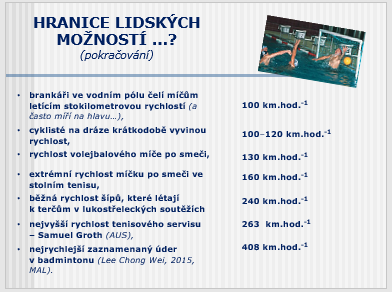 HRANICE LIDSKÝCH
MOŽNOSTÍ ...?
(pokračování)
• brankáři ve vodním pólu čelí míčům
letícím stokilometrovou rychlostí (a
často míří na hlavu...),
100 km.hod.-1
• cyklisté na dráze krátkodobě vyvinou
rychlost,
100–120 km.hod.-1
• rychlost volejbalového míče po smeči,
130 km.hod.-1
• extrémní rychlost míčku po smeči ve
stolním tenisu,
160 km.hod.-1
• běžná rychlost šípů, které létají
k terčům v lukostřeleckých soutěžích
240 km.hod.-1
• nejvyšší rychlost tenisového servisu
– Samuel Groth (AUS),
263 km.hod.-1
• nejrychlejší zaznamenaný úder
v badmintonu (Lee Chong Wei, 2015,
MAL).
408 km.hod.-1